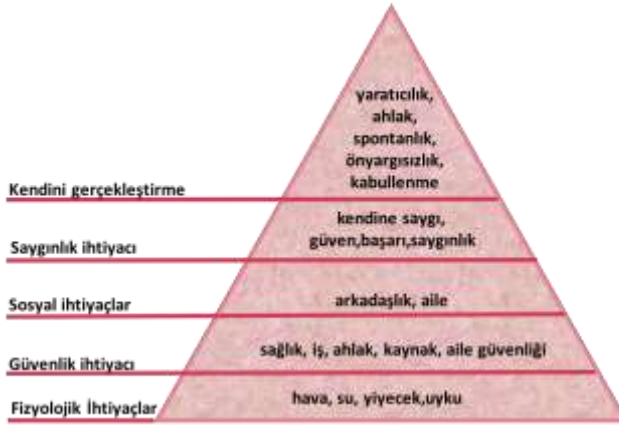 yaratıcılık,
ahlak,
spontanlık,
önyargısızlık,
kabullenme
Kendini gerçekleştirme
kendine saygı,
güven,başarı,saygınlık
Saygınlık ihtiyacı
arkadaşlık, aile
Sosyal ihtiyaçlar
sağlık, iş, ahlak, kaynak, aile güvenliği
Güvenlik ihtiyacı
hava, su, yiyecek,uyku
Fizyolojik İhtiyaçlar